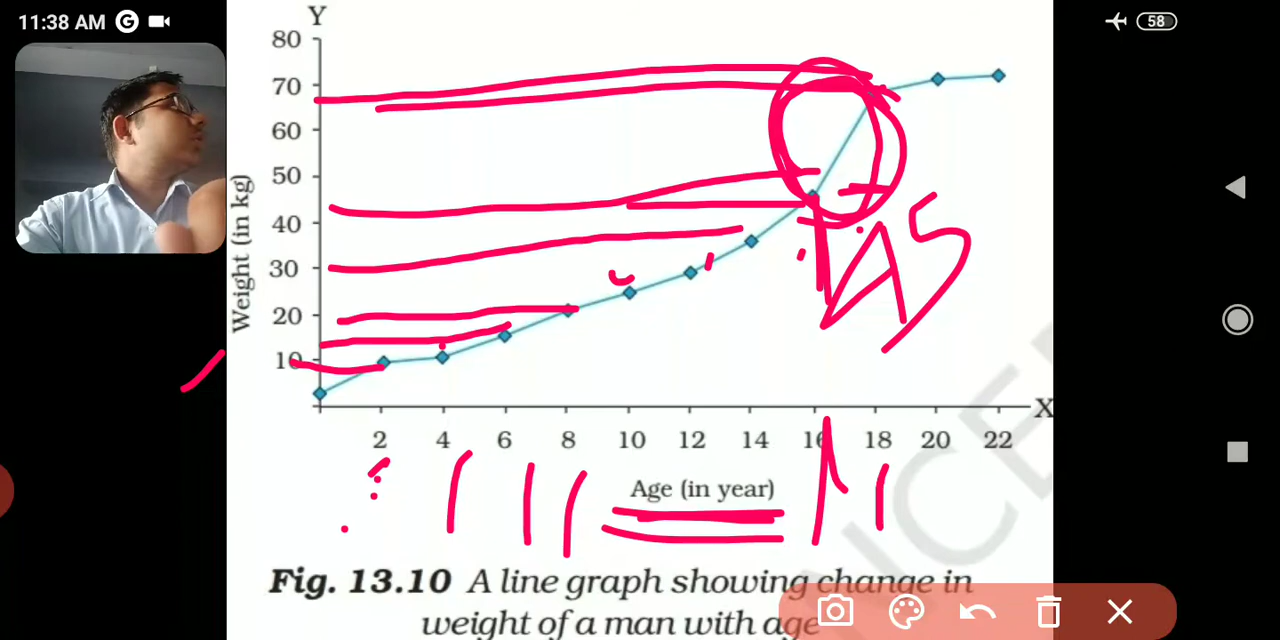 11:38 AM G
58
Y
80
70
60
50
40
30
20
10
Weight (in kg)
X
2 4 6 8 10 12 14 16 18 20 22
45
Age (in year)
Fig. 13.10 A line graph showing change in
weight of a man with age